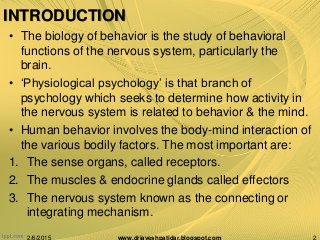 INTRODUCTION
• The biology of behavior is the study of behavioral
functions of the nervous system, particularly the
brain.
• ‘Physiological psychology’ is that branch of
psychology which seeks to determine how activity in
the nervous system is related to behavior & the mind.
• Human behavior involves the body-mind interaction of
the various bodily factors. The most important are:
1. The sense organs, called receptors.
2. The muscles & endocrine glands called effectors
3. The nervous system known as the connecting or
integrating mechanism.
2/6/2015 www.drjayeshpatidar.blogspot.com 2